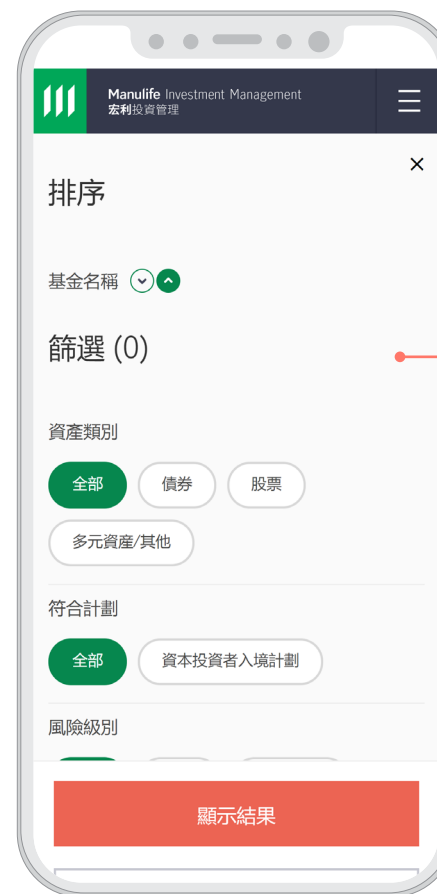 Manulife Investment Management
宏利投資管理
排序
基金名稱
篩選 (0)
資產類別
全部 債券 股票
多元資產/其他
符合計劃
全部 資本投資者入境計劃
風險級別
顯示結果